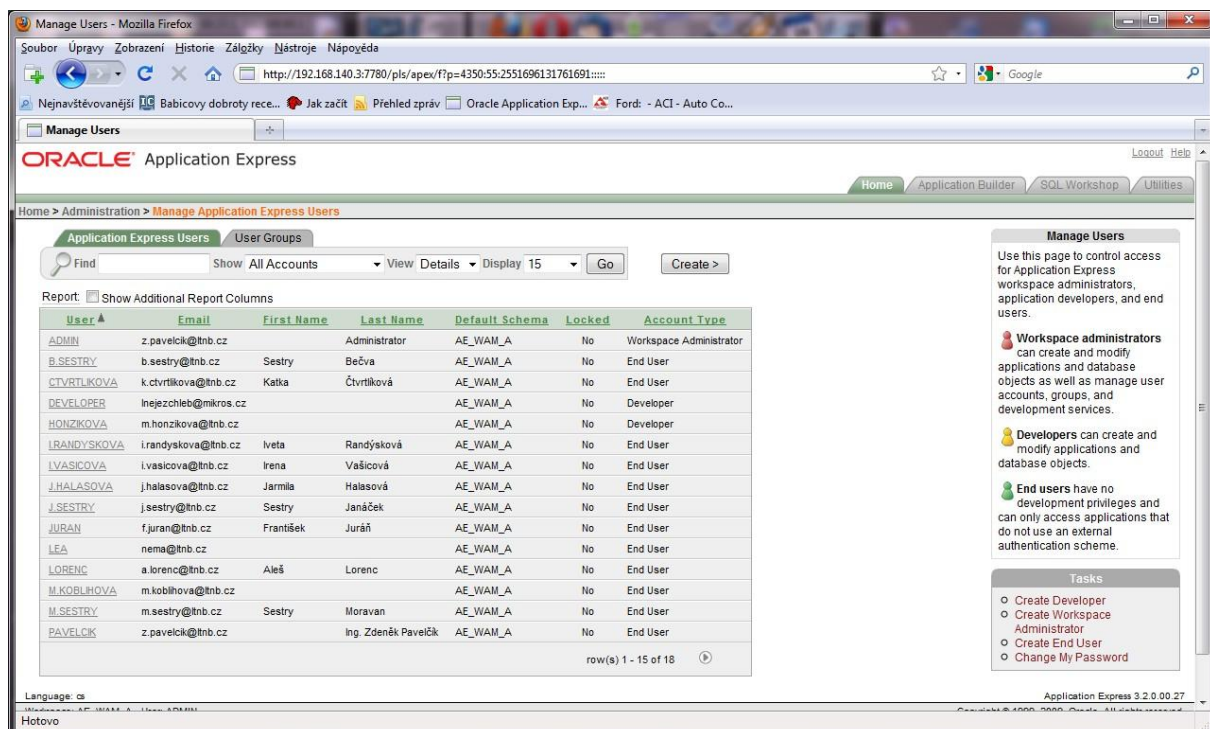 Manage Users - Mozilla Firefox
Soubor Úpravy Zobrazení Historie Záložky Nástroje Nápověda
http://192.168.140.3:7780/pls/apex/f?p=4350:55:2551696131761691:::::
Google
Nejnavštěvovanější Babicovy dobroty rece... Jak začít Přehled zpráv Oracle Application Exp... Ford: - ACI - Auto Co...
Manage Users
ORACLE Application Express
Logout Help
Home Application Builder SQL Workshop Utilities
Home > Administration > Manage Application Express Users
Application Express Users User Groups
Find Show All Accounts View Details Display 15 Go Create >
Report: Show Additional Report Columns
User Email First Name Last Name Default Schema Locked Account Type
ADMIN z.pavelcik@ltnb.cz Administrator AE_WAM_A No Workspace Administrator
B.SESTRY b.sestry@ltnb.cz Sestry Bečva AE_WAM_A No End User
CTVRTLIKOVA k.ctvrtlikova@ltnb.cz Katka Čtvrtlíková AE_WAM_A No End User
DEVELOPER lnejezchleb@mikros.cz AE_WAM_A No Developer
HONZIKOVA m.honzikova@ltnb.cz AE_WAM_A No Developer
I.RANDYSKOVA i.randyskova@ltnb.cz Iveta Randýsková AE_WAM_A No End User
I.VASICOVA i.vasicova@ltnb.cz Irena Vašicová AE_WAM_A No End User
J.HALASOVA j.halasova@ltnb.cz Jarmila Halasová AE_WAM_A No End User
J.SESTRY j.sestry@ltnb.cz Sestry Janáček AE_WAM_A No End User
JURAN f.juran@ltnb.cz František Juráň AE_WAM_A No End User
LEA nema@ltnb.cz AE_WAM_A No End User
LORENC a.lorenc@ltnb.cz Aleš Lorenc AE_WAM_A No End User
M.KOBLIHOVA m.koblihova@ltnb.cz AE_WAM_A No End User
M.SESTRY m.sestry@ltnb.cz Sestry Moravan AE_WAM_A No End User
PAVELCIK z.pavelcik@ltnb.cz Ing. Zdeněk Pavelčík AE_WAM_A No End User
row(s) 1 - 15 of 18
Manage Users
Use this page to control access
for Application Express
workspace administrators,
application developers, and end
users.
Workspace administrators
can create and modify
applications and database
objects as well as manage user
accounts, groups, and
development services.
Developers can create and
modify applications and
database objects.
End users have no
development privileges and
can only access applications that
do not use an external
authentication scheme.
Tasks
Create Developer
Create Workspace
Administrator
Create End User
Change My Password
Language: cs
Application Express 3.2.0.00.27
Workspace: AE_WAM_A User: ADMIN
Copyright © 1999, 2009, Oracle. All rights reserved.
Hotovo